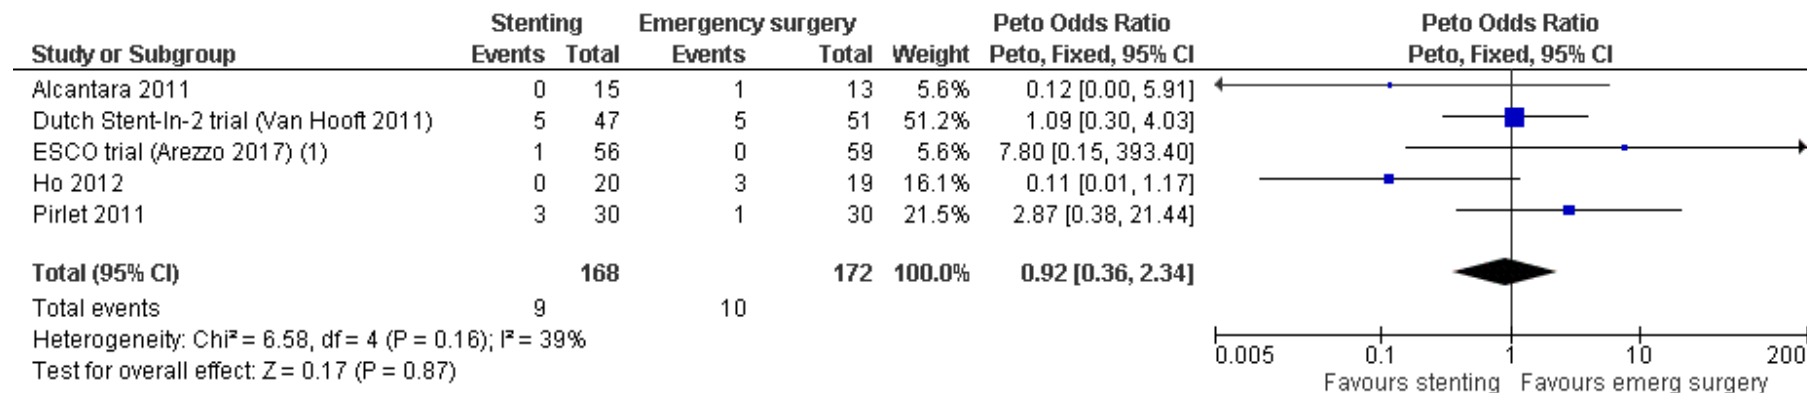 Stenting Emergency surgery Peto Odds Ratio Peto Odds Ratio
Study or Subgroup Events Total Events Total Weight Peto, Fixed, 95% CI Peto, Fixed, 95% CI
Alcantara 2011 0 15 1 13 5.6% 0.12 [0.00, 5.91]
Dutch Stent-In-2 trial (Van Hooft 2011) 5 47 5 51 51.2% 1.09 [0.30, 4.03]
ESCO trial (Arezzo 2017) (1) 1 56 0 59 5.6% 7.80 [0.15, 393.40]
Ho 2012 0 20 3 19 16.1% 0.11 [0.01, 1.17]
Pirlet 2011 3 30 1 30 21.5% 2.87 [0.38, 21.44]
Total (95% CI) 168 172 100.0% 0.92 [0.36, 2.34]
Total events 9 10
Heterogeneity: Chi² = 6.58, df = 4 (P = 0.16); I² = 39%
Test for overall effect: Z = 0.17 (P = 0.87)
0.005 0.1 1 10 200
Favours stenting Favours emerg surgery